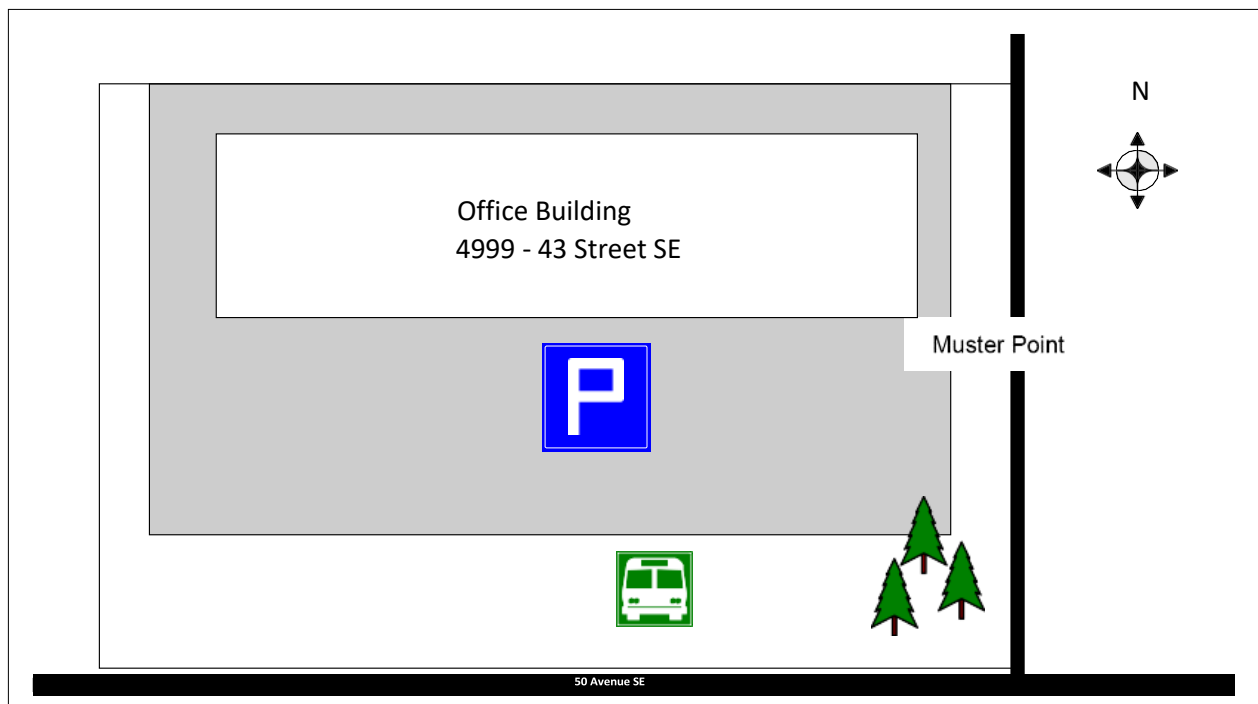 N
Office Building
4999 - 43 Street SE
Muster Point
P
50 Avenue SE